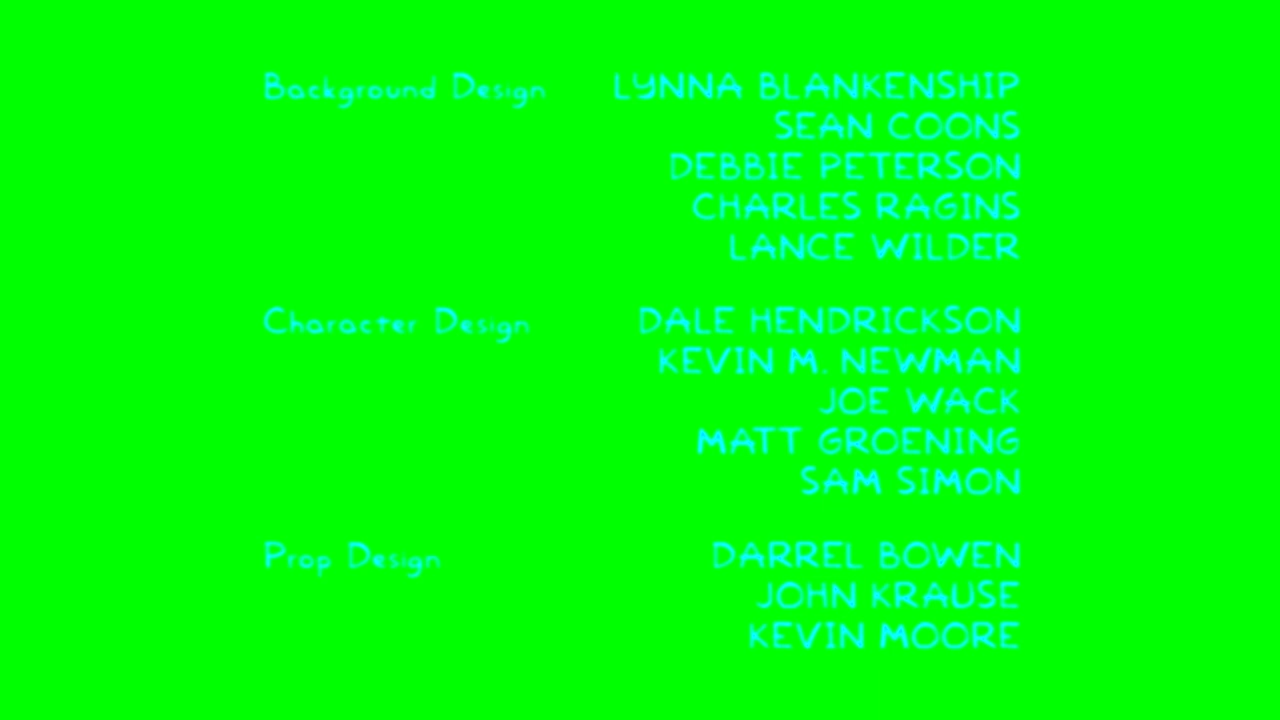 Background Design LYNNA BLANKENSHIP
SEAN COONS
DEBBIE PETERSON
CHARLES RAGINS
LANCE WILDER
Character Design DALE HENDRICKSON
KEVIN M. NEWMAN
JOE WACK
MATT GROENING
SAM SIMON
Prop Design DARREL BOWEN
JOHN KRAUSE
KEVIN MOORE